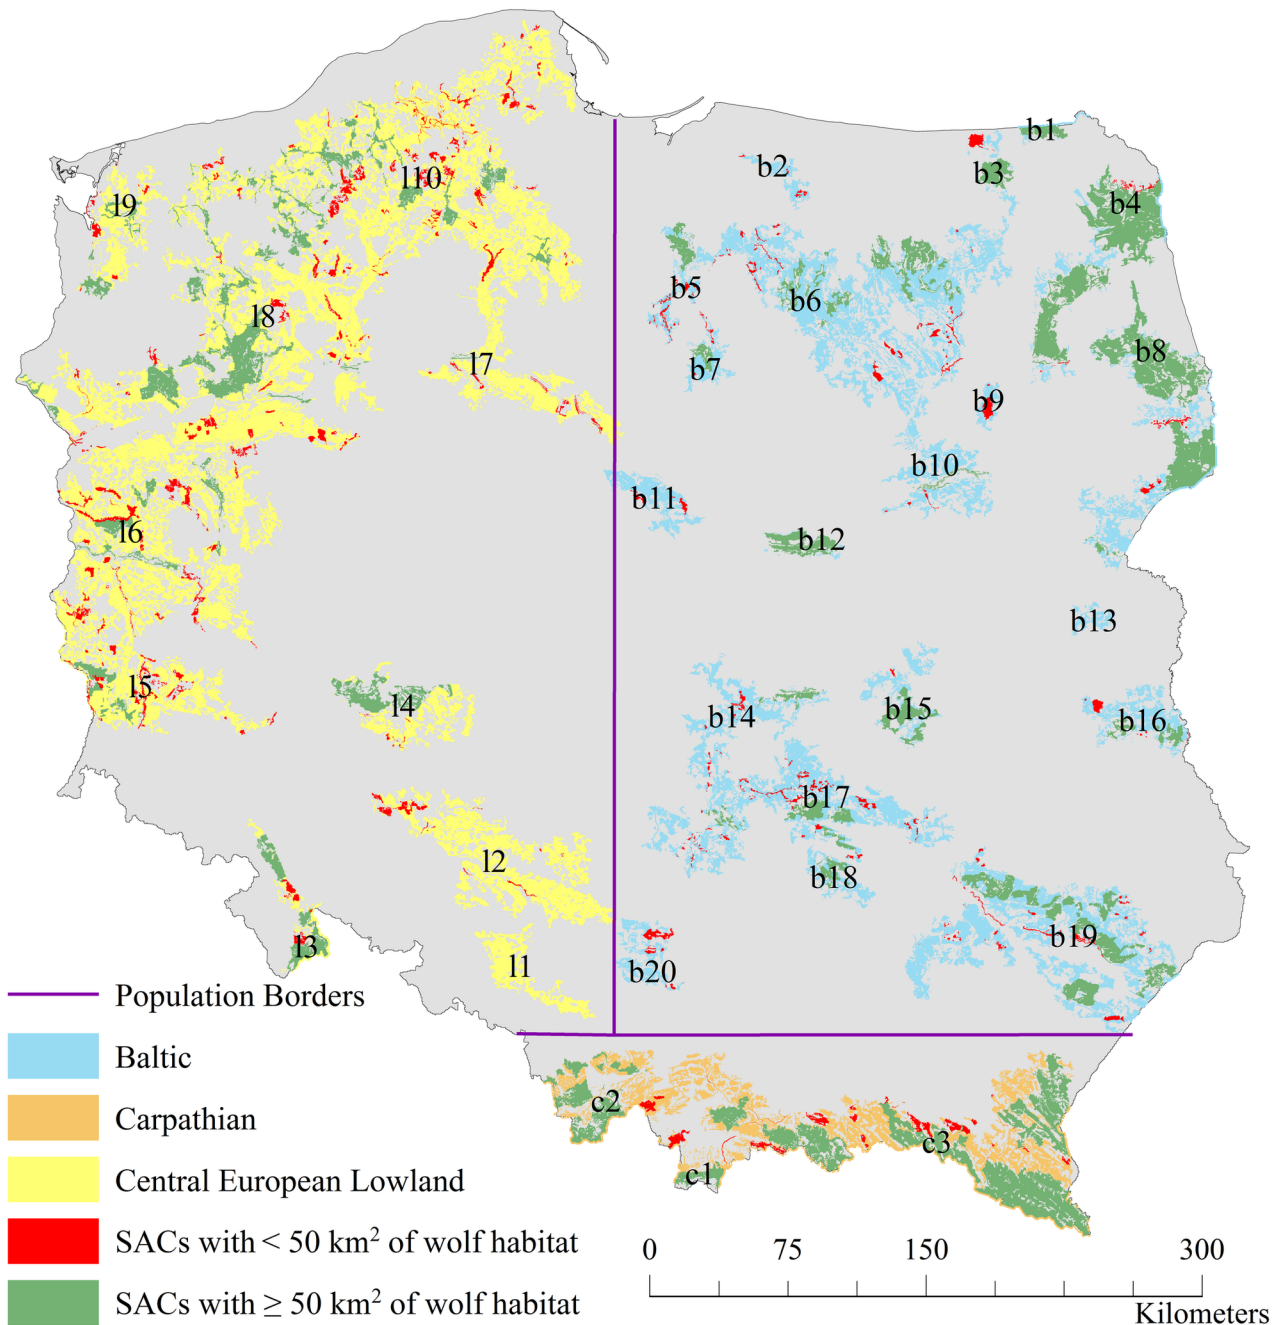 b1
b2
b3
l10
l9
b4
b5
b6
l8
b8
l7
b7
b9
b10
b11
l6
b12
b13
l5
l4
b14
b15
b16
b17
l2
b18
b19
l3
l1
b20
Population Borders
Baltic
c2
Carpathian
c3
c1
Central European Lowland
SACs with < 50 km² of wolf habitat
0 75 150 300
SACs with ≥ 50 km² of wolf habitat
Kilometers